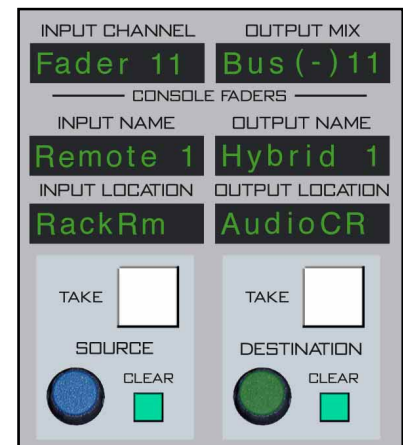 INPUT CHANNEL OUTPUT MIX
Fader 11 Bus(-)11
CONSOLE FADERS
INPUT NAME OUTPUT NAME
Remote 1 Hybrid 1
INPUT LOCATION OUTPUT LOCATION
RackRm AudioCR
TAKE TAKE
SOURCE DESTINATION
CLEAR CLEAR